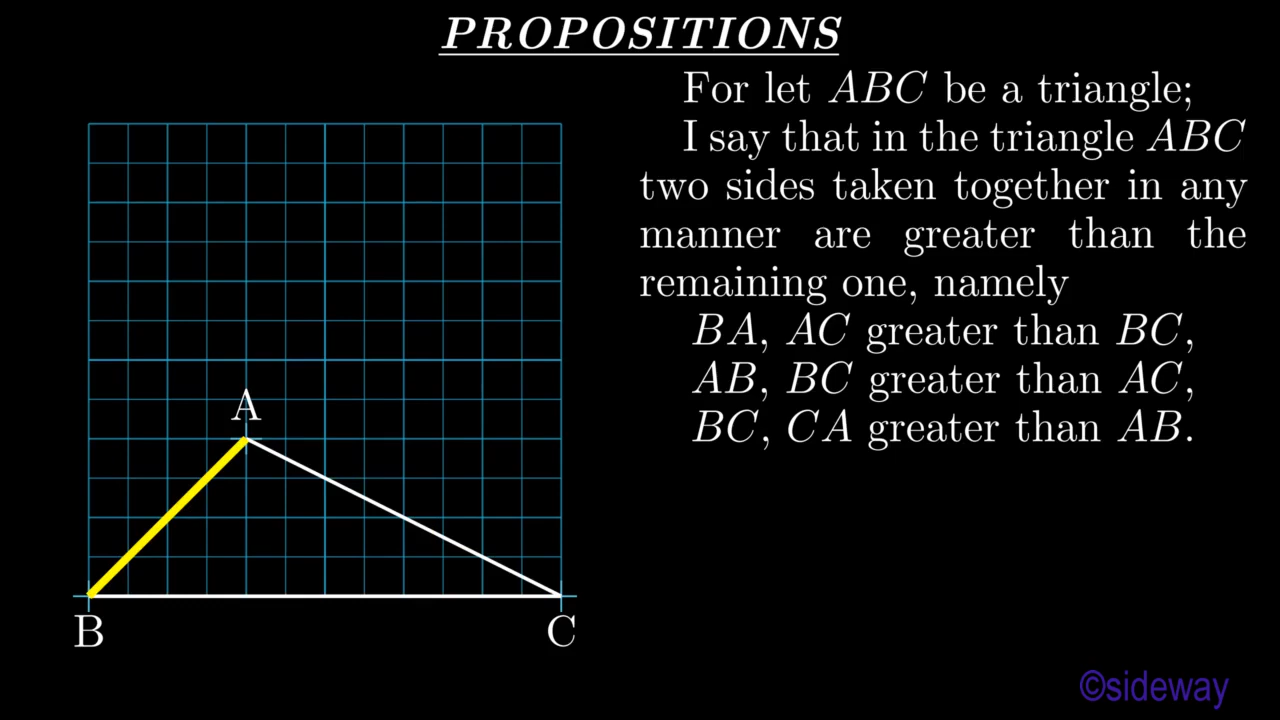 PROPOSITIONS
For let ABC be a triangle;
I say that in the triangle ABC
two sides taken together in any
manner are greater than the
remaining one, namely
BA, AC greater than BC,
AB, BC greater than AC,
BC, CA greater than AB.
A
B
C
©sideway